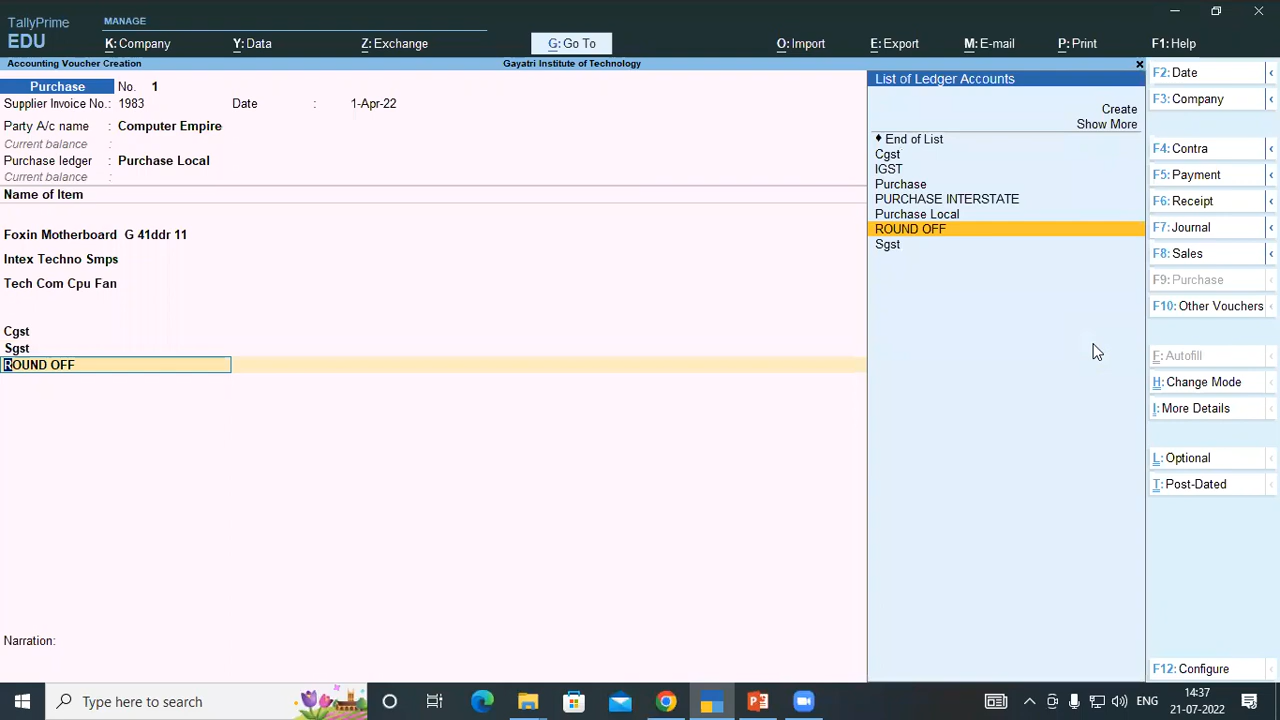 TallyPrime
EDU
MANAGE
K: Company
Y: Data
Z: Exchange
G: Go To
O: Import
E: Export
M: E-mail
P: Print
F1: Help
Accounting Voucher Creation
Gayatri Institute of Technology
Purchase No. 1
Supplier Invoice No.: 1983 Date : 1-Apr-22
Party A/c name : Computer Empire
Current balance :
Purchase ledger : Purchase Local
Current balance :
Name of Item
Foxin Motherboard G 41ddr 11
Intex Techno Smps
Tech Com Cpu Fan
Cgst
Sgst
ROUND OFF
Narration:
List of Ledger Accounts
Create
Show More
♦ End of List
Cgst
IGST
Purchase
PURCHASE INTERSTATE
Purchase Local
ROUND OFF
Sgst
F2: Date
F3: Company
F4: Contra
F5: Payment
F6: Receipt
F7: Journal
F8: Sales
F9: Purchase
F10: Other Vouchers
F: Autofill
H: Change Mode
I: More Details
L: Optional
T: Post-Dated
F12: Configure
Type here to search
ENG
14:37
21-07-2022